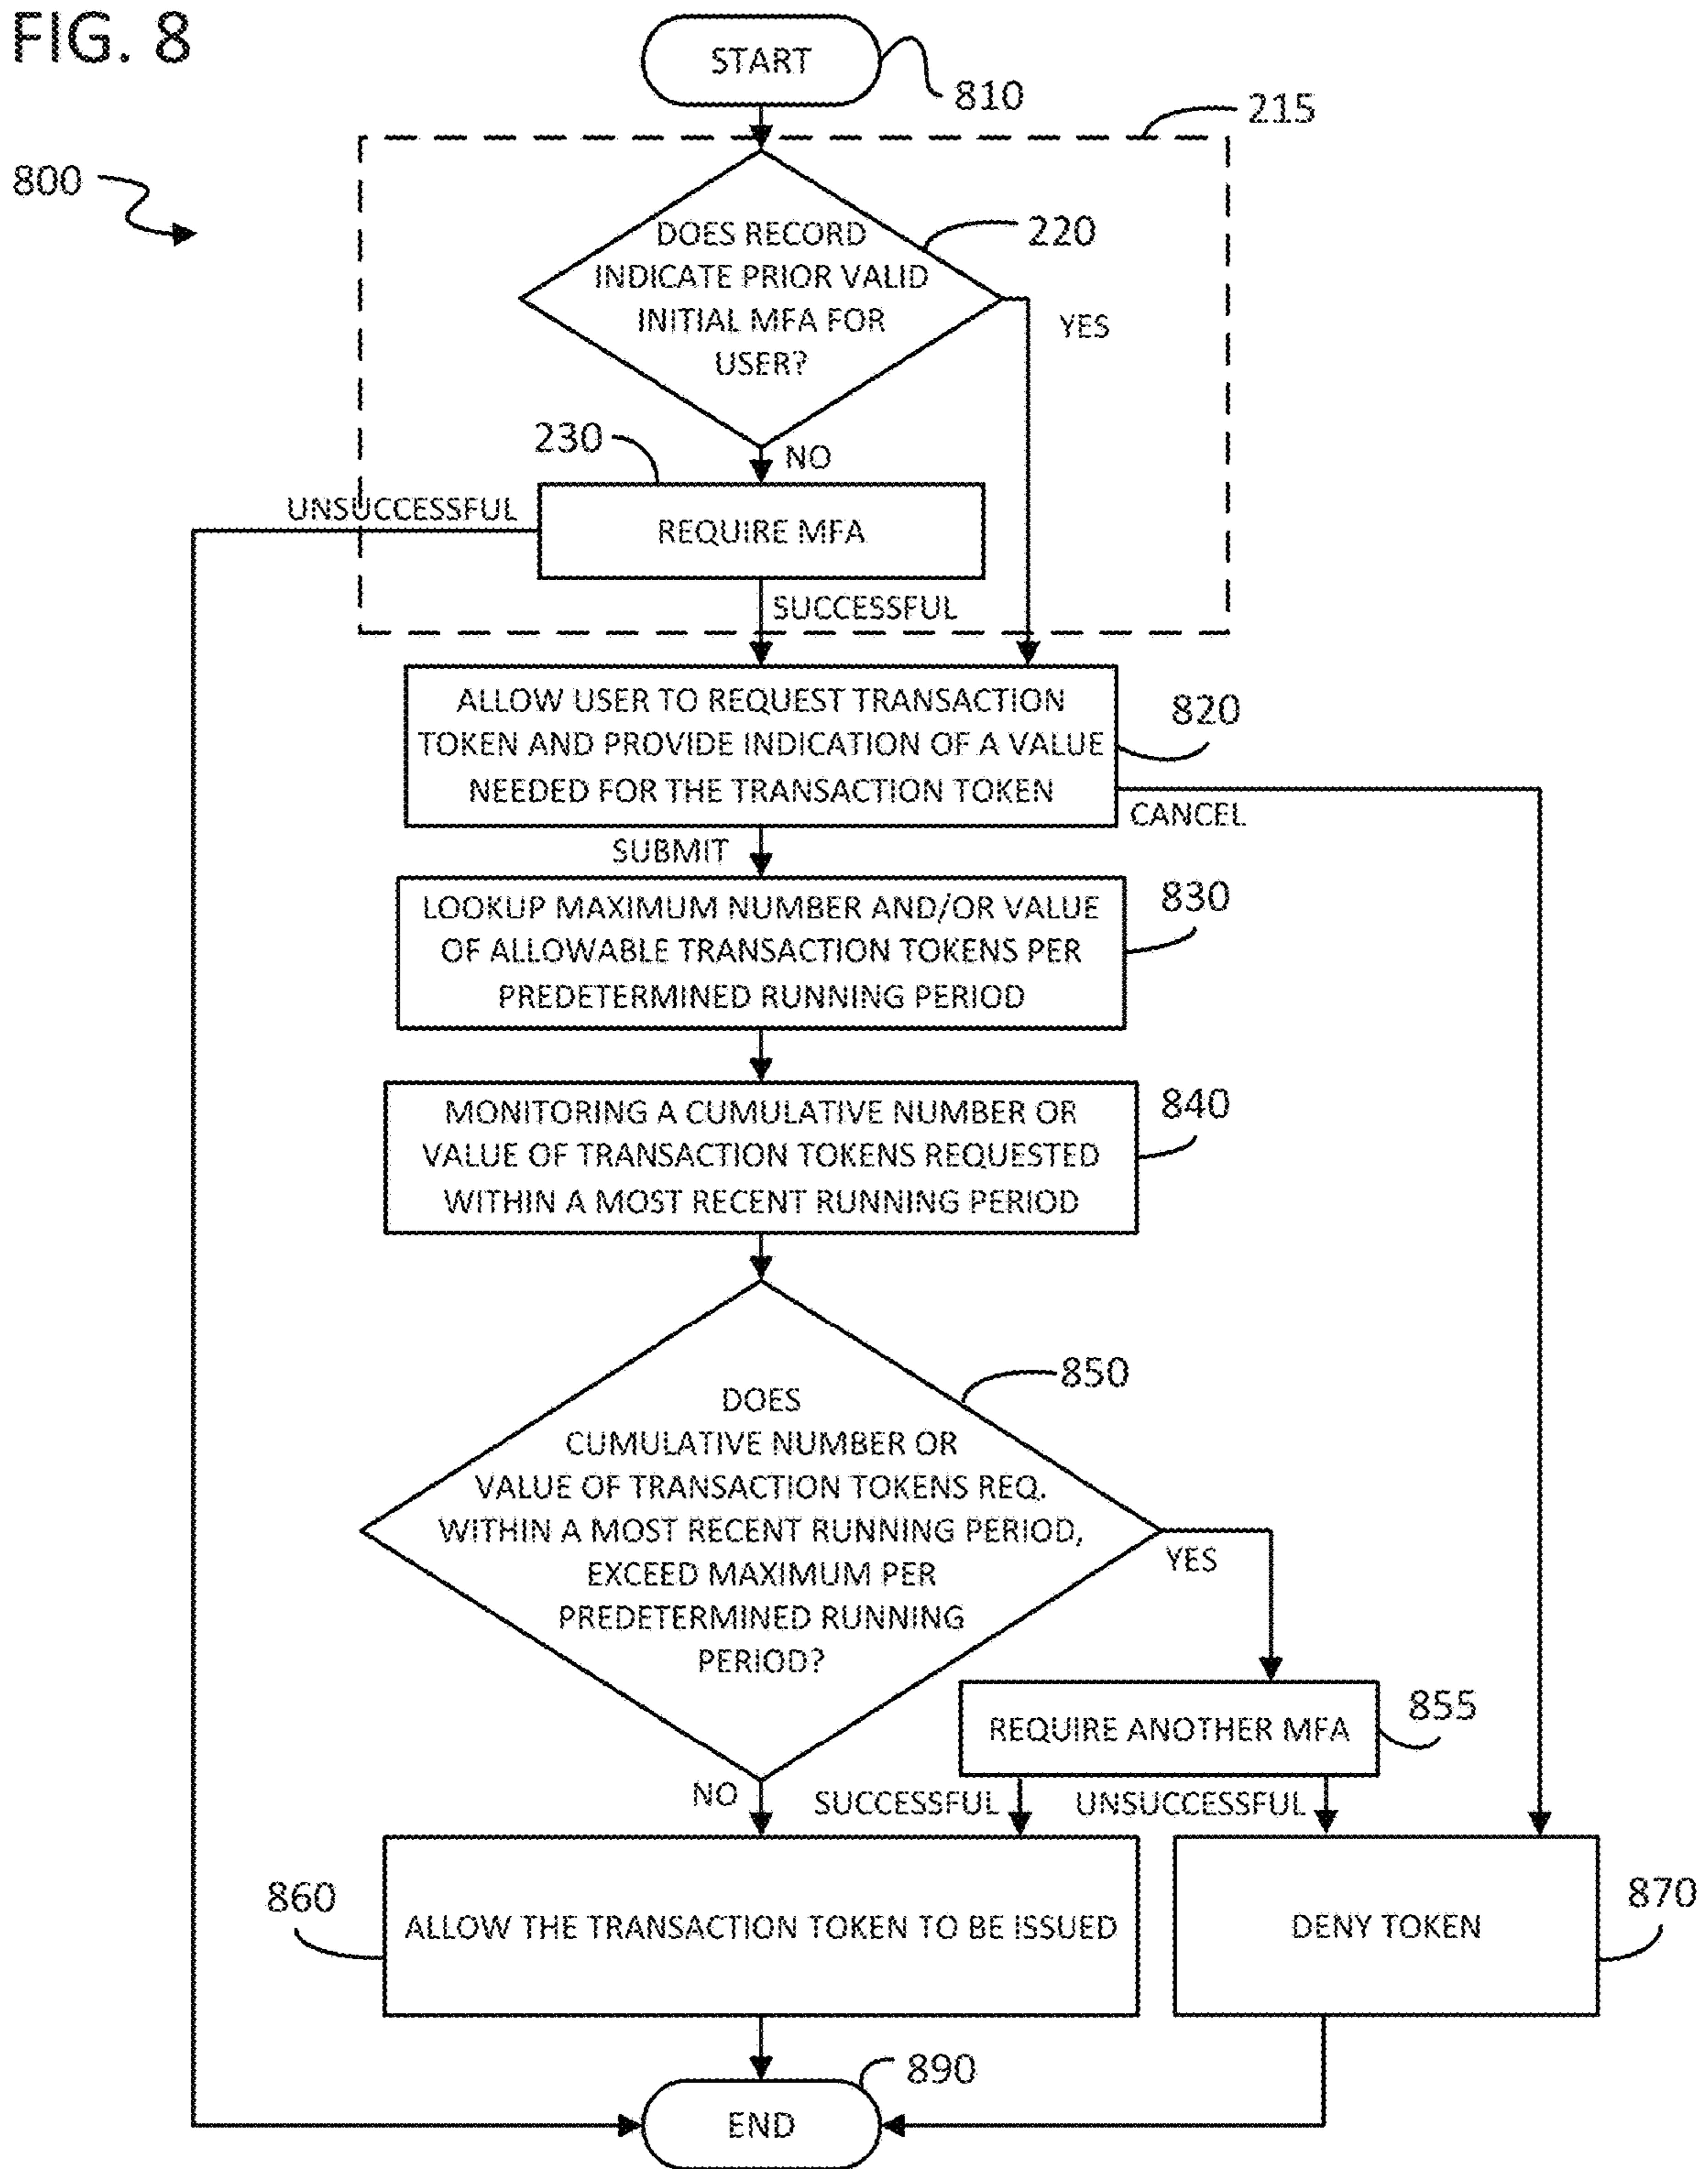 FIG. 8
START
810
215
800
DOES RECORD
INDICATE PRIOR VALID
INITIAL MFA FOR
USER?
220
YES
230
NO
UNSUCCESSFUL
REQUIRE MFA
SUCCESSFUL
ALLOW USER TO REQUEST TRANSACTION
TOKEN AND PROVIDE INDICATION OF A VALUE
NEEDED FOR THE TRANSACTION TOKEN
820
CANCEL
SUBMIT
LOOKUP MAXIMUM NUMBER AND/OR VALUE
OF ALLOWABLE TRANSACTION TOKENS PER
PREDETERMINED RUNNING PERIOD
830
MONITORING A CUMULATIVE NUMBER OR
VALUE OF TRANSACTION TOKENS REQUESTED
WITHIN A MOST RECENT RUNNING PERIOD
840
850
DOES
CUMULATIVE NUMBER OR
VALUE OF TRANSACTION TOKENS REQ.
WITHIN A MOST RECENT RUNNING PERIOD,
EXCEED MAXIMUM PER
PREDETERMINED RUNNING
PERIOD?
YES
REQUIRE ANOTHER MFA
855
NO
SUCCESSFUL
UNSUCCESSFUL
860
ALLOW THE TRANSACTION TOKEN TO BE ISSUED
DENY TOKEN
870
890
END